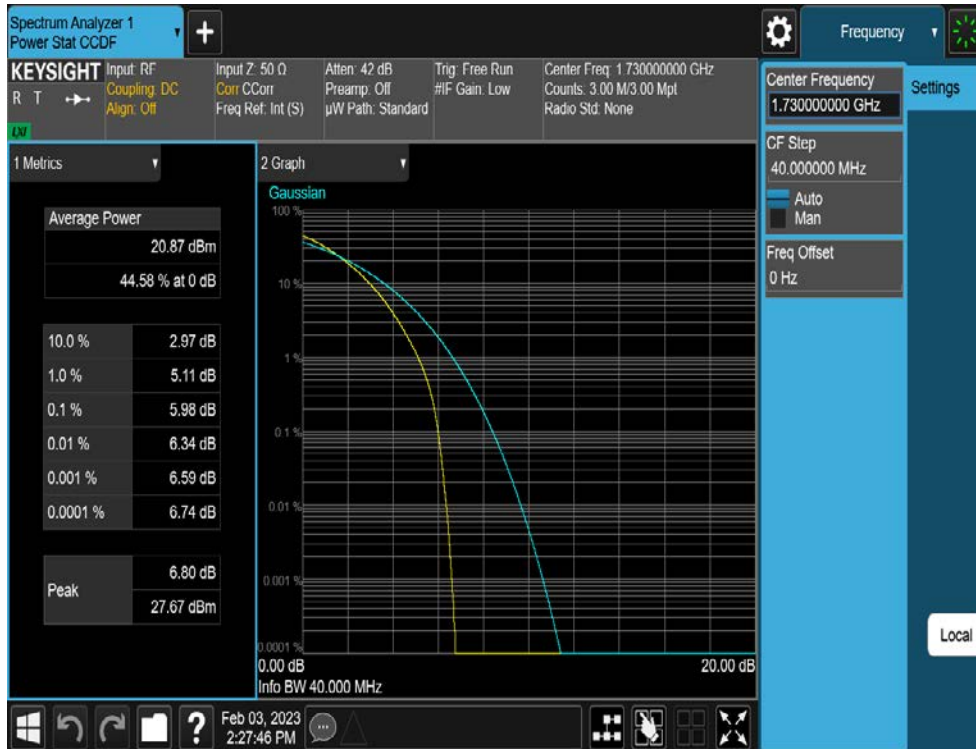 Spectrum Analyzer 1
Power Stat CCDF
+
Frequency
KEYSIGHT
R T
LXI
Input: RF
Coupling: DC
Align: Off
Input Z: 50 Ω
Corr CCorr
Freq Ref: Int (S)
Atten: 42 dB
Preamp: Off
µW Path: Standard
Trig: Free Run
#IF Gain: Low
Center Freq: 1.730000000 GHz
Counts: 3.00 M/3.00 Mpt
Radio Std: None
Center Frequency
1.730000000 GHz
Settings
CF Step
40.000000 MHz
Auto
Man
Freq Offset
0 Hz
1 Metrics
Average Power
20.87 dBm
44.58 % at 0 dB
10.0 % 2.97 dB
1.0 % 5.11 dB
0.1 % 5.98 dB
0.01 % 6.34 dB
0.001 % 6.59 dB
0.0001 % 6.74 dB
Peak
6.80 dB
27.67 dBm
2 Graph
Gaussian
100 %
10 %
1 %
0.1 %
0.01 %
0.001 %
0.0001 %
0.00 dB 20.00 dB
Info BW 40.000 MHz
Local
?
Feb 03, 2023
2:27:46 PM